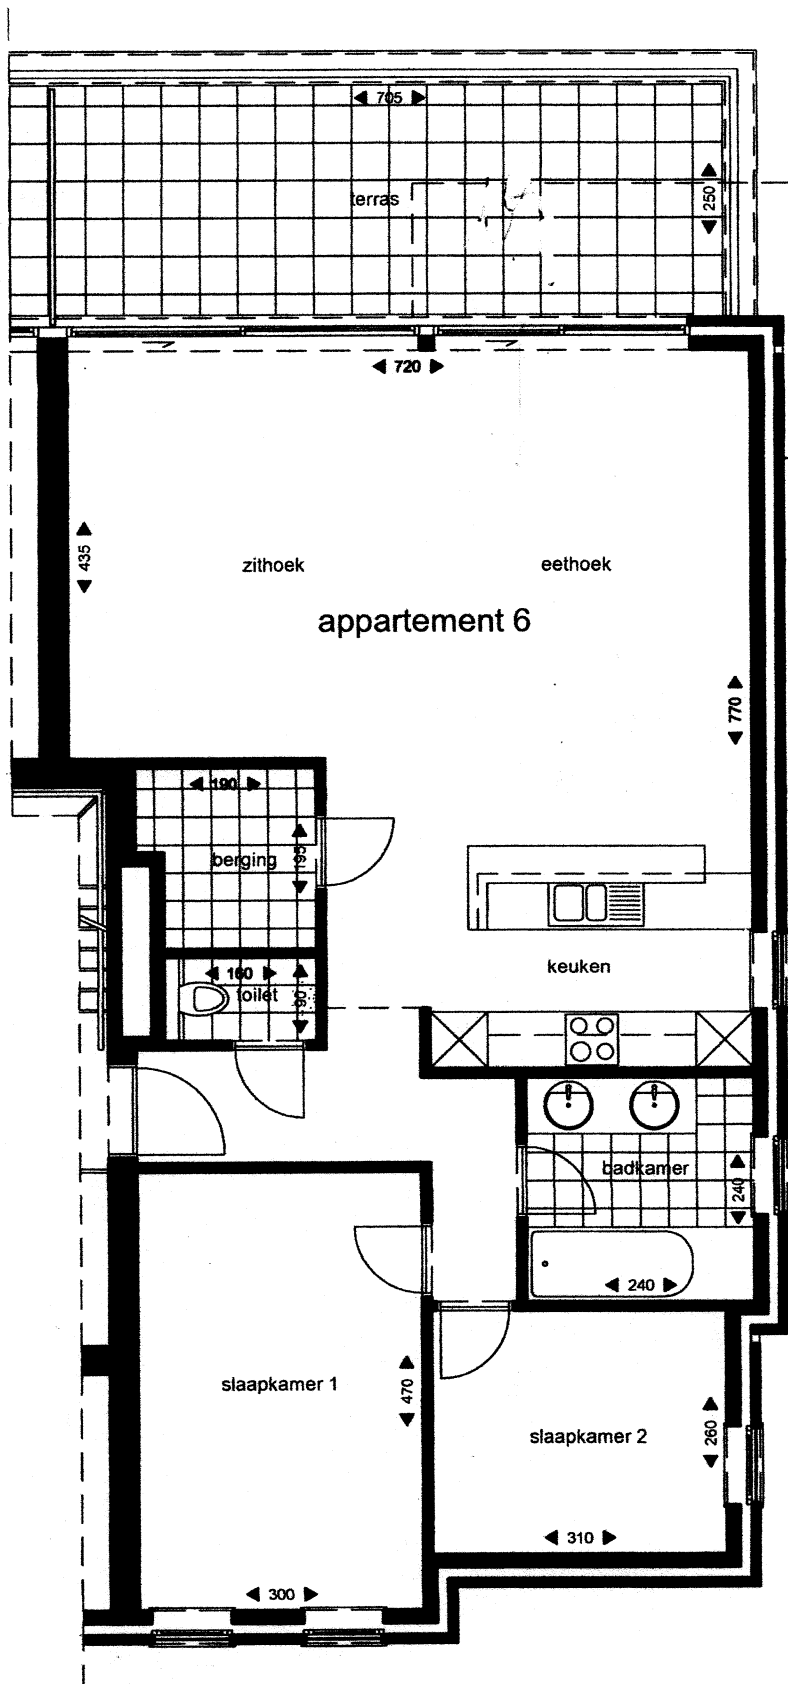 705
terras
250
720
435
zithoek
eethoek
appartement 6
770
190
berging
195
keuken
160
toilet
90
badkamer
240
240
slaapkamer 1
470
slaapkamer 2
260
310
300